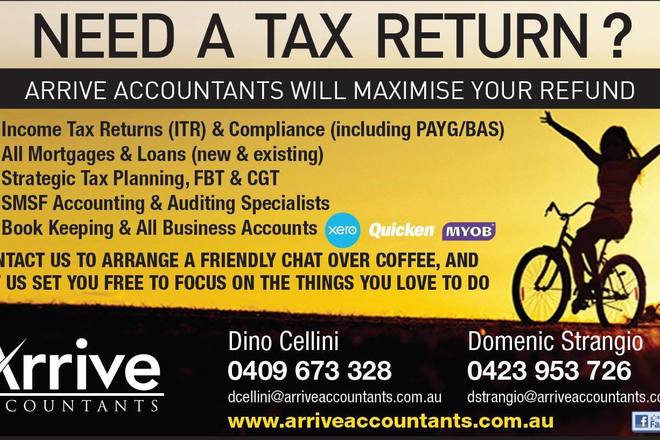 NEED A TAX RETURN ?
ARRIVE ACCOUNTANTS WILL MAXIMISE YOUR REFUND
Income Tax Returns (ITR) & Compliance (including PAYG/BAS)
All Mortgages & Loans (new & existing)
Strategic Tax Planning, FBT & CGT
SMSF Accounting & Auditing Specialists
Book Keeping & All Business Accounts xero Quicken MYOB
NTACT US TO ARRANGE A FRIENDLY CHAT OVER COFFEE, AND
US SET YOU FREE TO FOCUS ON THE THINGS YOU LOVE TO DO
Arrive
COUNTANTS
Dino Cellini
0409 673 328
dcellini@arriveaccountants.com.au
Domenic Strangio
0423 953 726
dstrangio@arriveaccountants.co
www.arriveaccountants.com.au